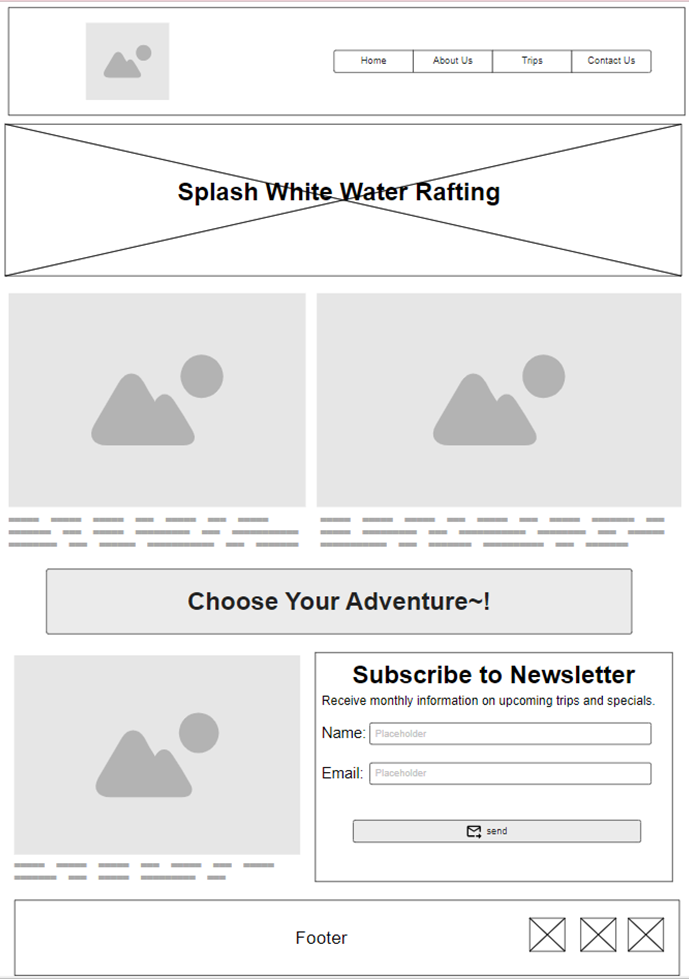 Home About Us Trips Contact Us
Splash White Water Rafting
Choose Your Adventure~!
Subscribe to Newsletter
Receive monthly information on upcoming trips and specials.
Name: Placeholder
Email: Placeholder
send
Footer